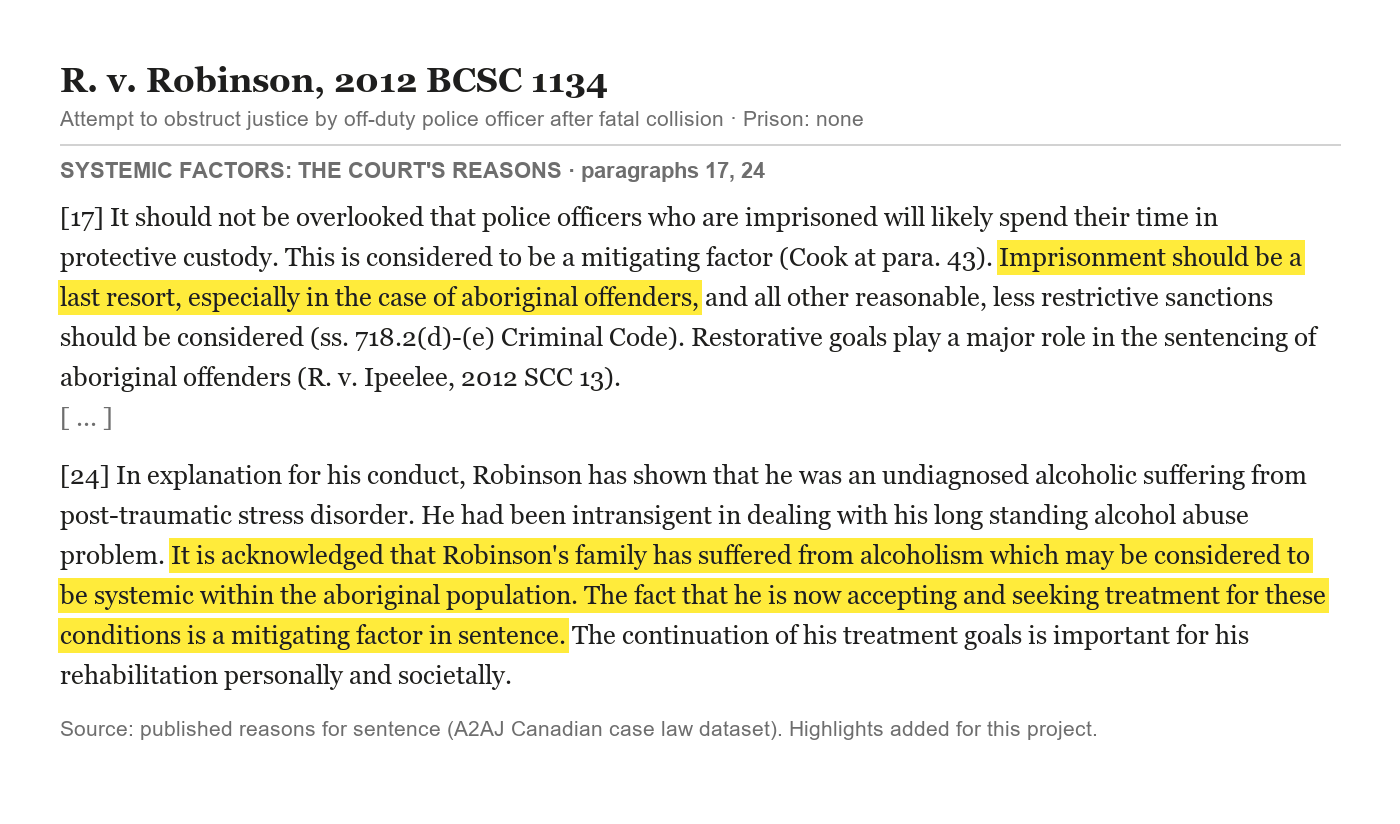 R. v. Robinson, 2012 BCSC 1134
Attempt to obstruct justice by off-duty police officer after fatal collision · Prison: none
SYSTEMIC FACTORS: THE COURT'S REASONS · paragraphs 17, 24
[17] It should not be overlooked that police officers who are imprisoned will likely spend their time in
protective custody. This is considered to be a mitigating factor (Cook at para. 43). Imprisonment should be a
last resort, especially in the case of aboriginal offenders, and all other reasonable, less restrictive sanctions
should be considered (ss. 718.2(d)-(e) Criminal Code). Restorative goals play a major role in the sentencing of
aboriginal offenders (R. v. Ipeelee, 2012 SCC 13).
[ ... ]
[24] In explanation for his conduct, Robinson has shown that he was an undiagnosed alcoholic suffering from
post-traumatic stress disorder. He had been intransigent in dealing with his long standing alcohol abuse
problem. It is acknowledged that Robinson's family has suffered from alcoholism which may be considered to
be systemic within the aboriginal population. The fact that he is now accepting and seeking treatment for these
conditions is a mitigating factor in sentence. The continuation of his treatment goals is important for his
rehabilitation personally and societally.
Source: published reasons for sentence (A2AJ Canadian case law dataset). Highlights added for this project.